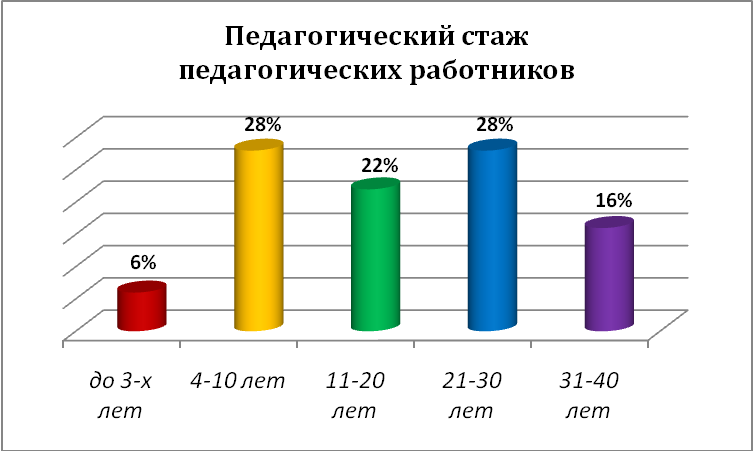 Педагогический стаж
педагогических работников
28%
28%
22%
16%
6%
до 3-х лет
4-10 лет
11-20 лет
21-30 лет
31-40 лет